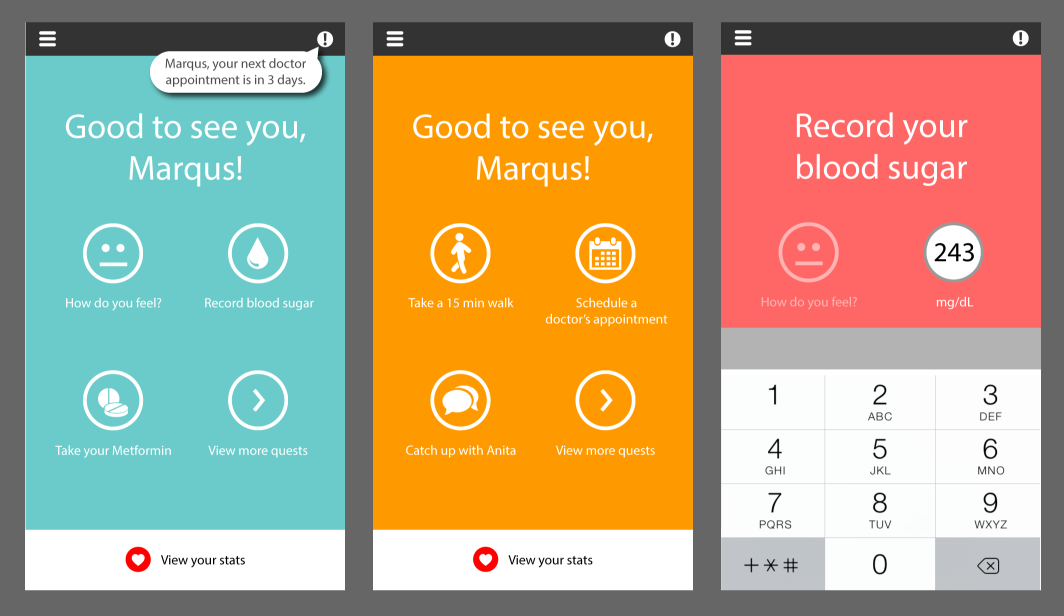 Marqus, your next doctor
appointment is in 3 days.
Good to see you,
Marqus!
How do you feel?
Record blood sugar
Take your Metformin
View more quests
View your stats
Good to see you,
Marqus!
Take a 15 min walk
Schedule a
doctor's appointment
Catch up with Anita
View more quests
View your stats
Record your
blood sugar
243
How do you feel?
mg/dL
1
2
ABC
3
DEF
4
GHI
5
JKL
6
MNO
7
PQRS
8
TUV
9
WXYZ
+*#
0